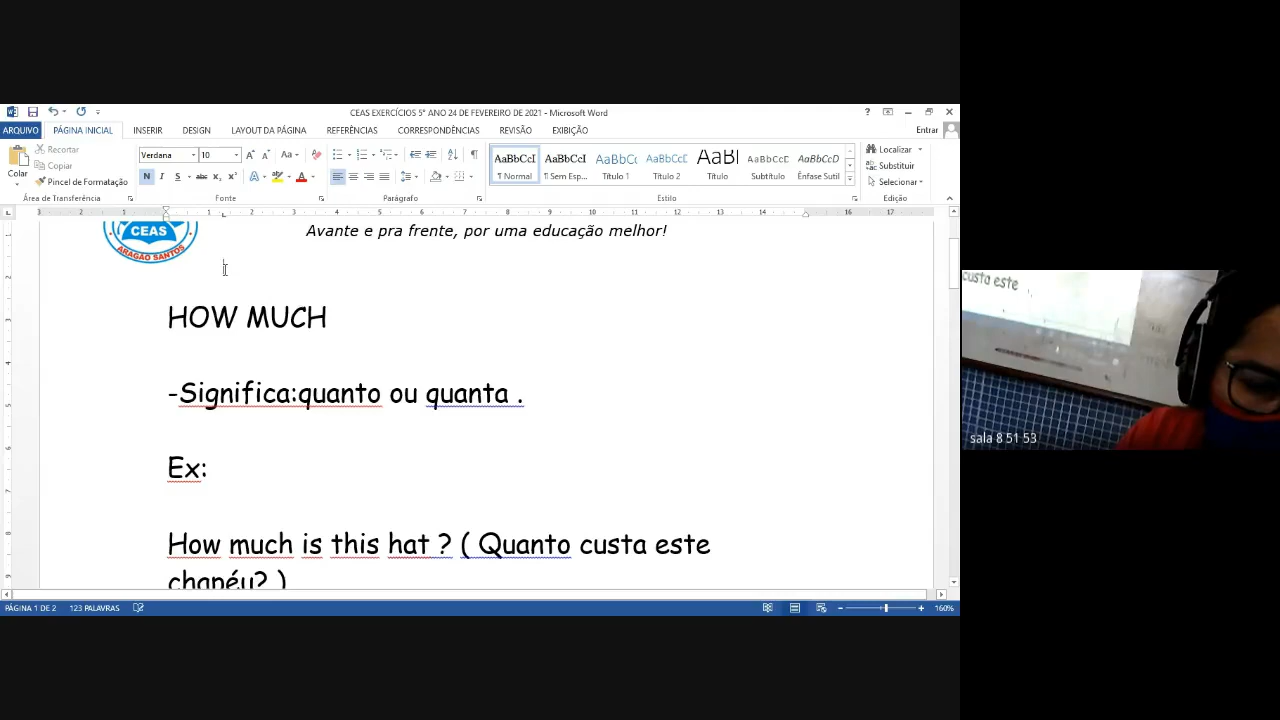 CEAS EXERCÍCIOS 5° ANO 24 DE FEVEREIRO DE 2021 - Microsoft Word
ARQUIVO PÁGINA INICIAL INSERIR DESIGN LAYOUT DA PÁGINA REFERÊNCIAS CORRESPONDÊNCIAS REVISÃO EXIBIÇÃO Entrar
Colar
Recortar
Copiar
Pincel de Formatação
Área de Transferência
Verdana 10
Fonte
Parágrafo
AaBbCcI AaBbCcI AaBbCc AaBbCcI AaBl AaBbCcC AaBbCcD
¶ Normal ¶ Sem Esp... Título 1 Título 2 Título Subtítulo Ênfase Sutil
Estilo
Localizar
Substituir
Selecionar
Edição
CEAS
ARAGÃO SANTOS
Avante e pra frente, por uma educação melhor!
HOW MUCH
-Significa:quanto ou quanta .
Ex:
How much is this hat ? ( Quanto custa este
chapéu? )
PÁGINA 1 DE 2 123 PALAVRAS 160%
custa este
sala 8 51 53